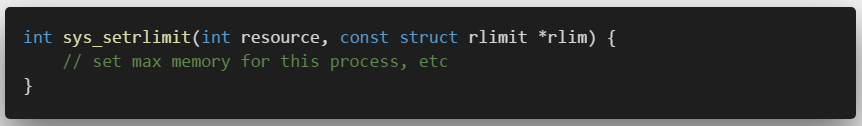 int sys_setrlimit(int resource, const struct rlimit *rlim) {
    // set max memory for this process, etc
}